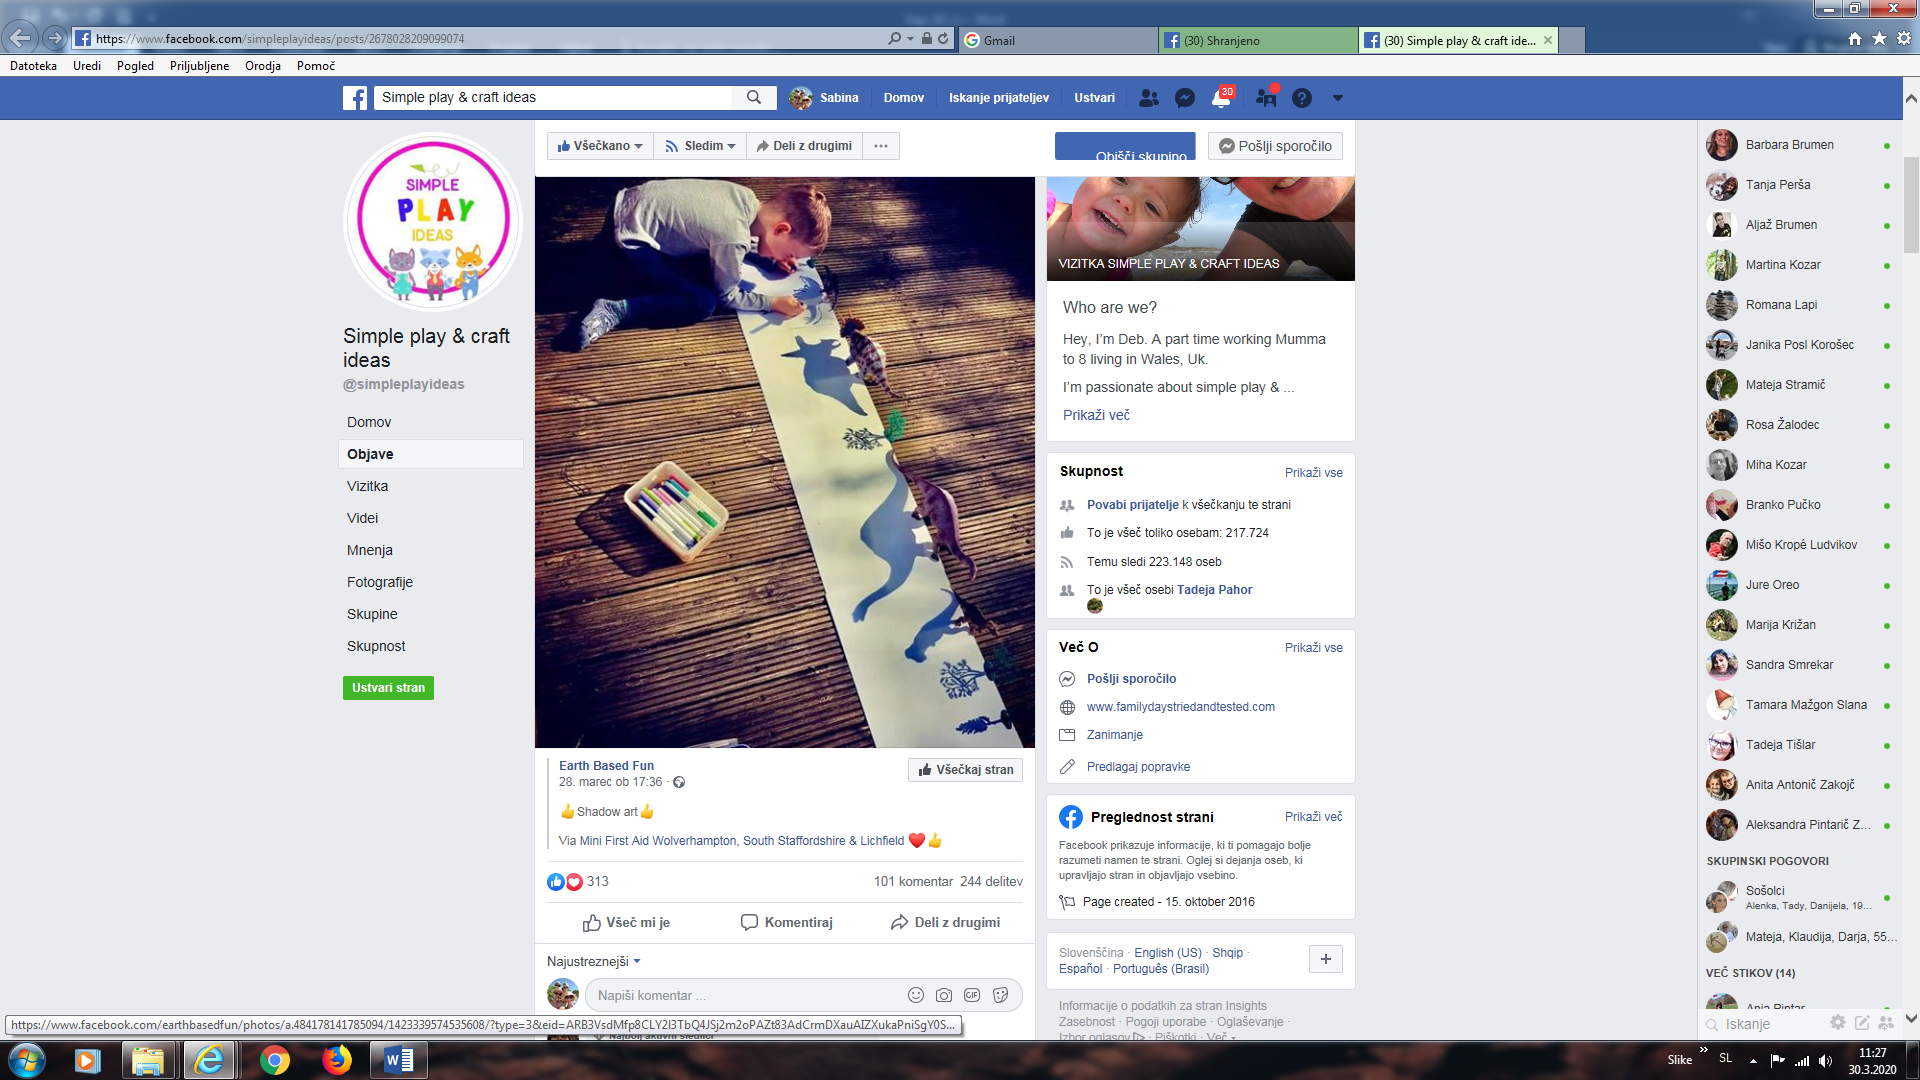 https://www.facebook.com/simpleplayideas/posts/2678028209099074
Gmail
(30) Shranjeno
(30) Simple play & craft ide...
Datoteka Uredi Pogled Priljubljene Orodja Pomoč
Simple play & craft ideas
Sabina
Domov
Iskanje prijateljev
Ustvari
30
SIMPLE
PLAY
IDEAS
Simple play & craft
ideas
@simpleplayideas
Domov
Objave
Vizitka
Videi
Mnenja
Fotografije
Skupine
Skupnost
Ustvari stran
Všečkano
Sledim
Deli z drugimi
Obišči skupino
Pošlji sporočilo
Earth Based Fun
28. marec ob 17:36
Všečkaj stran
Shadow art
Via Mini First Aid Wolverhampton, South Staffordshire & Lichfield
313
101 komentar 244 delitev
Všeč mi je
Komentiraj
Deli z drugimi
Najustreznejši
Napiši komentar ...
GIF
Najbolj aktivni sledilci
VIZITKA SIMPLE PLAY & CRAFT IDEAS
Who are we?
Hey, I'm Deb. A part time working Mumma
to 8 living in Wales, Uk.
I'm passionate about simple play & ...
Prikaži več
Skupnost
Prikaži vse
Povabi prijatelje k všečkanju te strani
To je všeč toliko osebam: 217.724
Temu sledi 223.148 oseb
To je všeč osebi Tadeja Pahor
Več O
Prikaži vse
Pošlji sporočilo
www.familydaystriedandtested.com
Zanimanje
Predlagaj popravke
Preglednost strani
Prikaži več
Facebook prikazuje informacije, ki ti pomagajo bolje
razumeti namen te strani. Oglej si dejanja oseb, ki
upravljajo stran in objavljajo vsebino.
Page created - 15. oktober 2016
Slovenščina · English (US) · Shqip ·
Español · Português (Brasil)
Informacije o podatkih za stran Insights
Zasebnost · Pogoji uporabe · Oglaševanje ·
Izbor oglasov · Piškotki · Več
Barbara Brumen
Tanja Perša
Aljaž Brumen
Martina Kozar
Romana Lapi
Janika Posl Korošec
Mateja Stramič
Rosa Žalodec
Miha Kozar
Branko Pučko
Mišo Kropé Ludvikov
Jure Oreo
Marija Križan
Sandra Smrekar
Tamara Mažgon Slana
Tadeja Tišlar
Anita Antonič Zakojč
Aleksandra Pintarič Z...
SKUPINSKI POGOVORI
Sošolci
Alenka, Tady, Danijela, 19...
Mateja, Klaudija, Darja, 55...
VEČ STIKOV (14)
Anja Pintar
Iskanje
https://www.facebook.com/earthbasedfun/photos/a.484178141785094/1423339574535608/?type=3&eid=ARB3VsdMfp8CLY2I3TbQ4JSj2m2oPAZt83AdCrmDXauAIZXukaPniSgY0S...
Slike
SL
11:27
30.3.2020